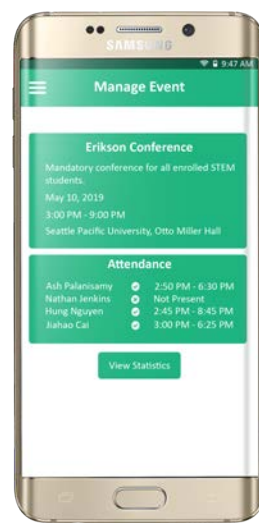 SAMSUNG
9:47 AM
Manage Event
Erikson Conference
Mandatory conference for all enrolled STEM
students.
May 10, 2019
3:00 PM - 9:00 PM
Seattle Pacific University, Otto Miller Hall
Attendance
Ash Palanisamy 2:50 PM - 6:30 PM
Nathan Jenkins Not Present
Hung Nguyen 2:45 PM - 8:45 PM
Jiahao Cai 3:00 PM - 6:25 PM
View Statistics